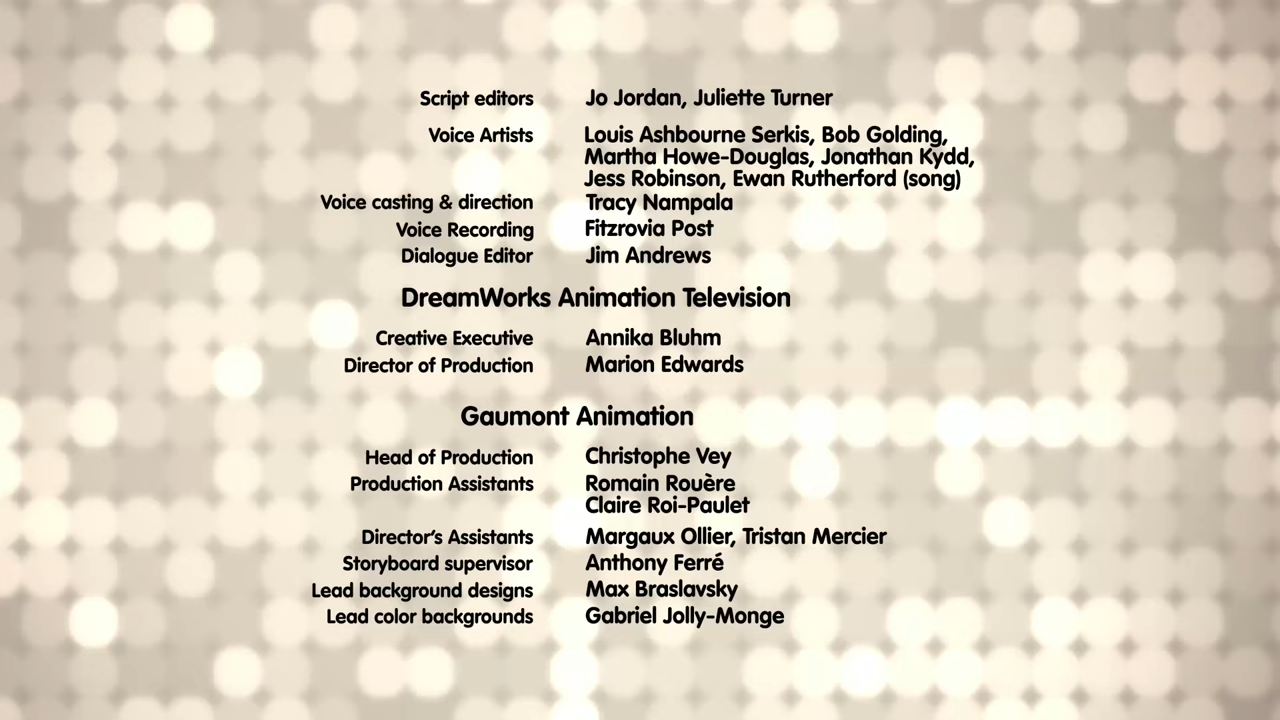 Script editors Jo Jordan, Juliette Turner
Voice Artists Louis Ashbourne Serkis, Bob Golding,
Martha Howe-Douglas, Jonathan Kydd,
Jess Robinson, Ewan Rutherford (song)
Voice casting & direction Tracy Nampala
Voice Recording Fitzrovia Post
Dialogue Editor Jim Andrews
DreamWorks Animation Television
Creative Executive Annika Bluhm
Director of Production Marion Edwards
Gaumont Animation
Head of Production Christophe Vey
Production Assistants Romain Rouère
Claire Roi-Paulet
Director's Assistants Margaux Ollier, Tristan Mercier
Storyboard supervisor Anthony Ferré
Lead background designs Max Braslavsky
Lead color backgrounds Gabriel Jolly-Monge